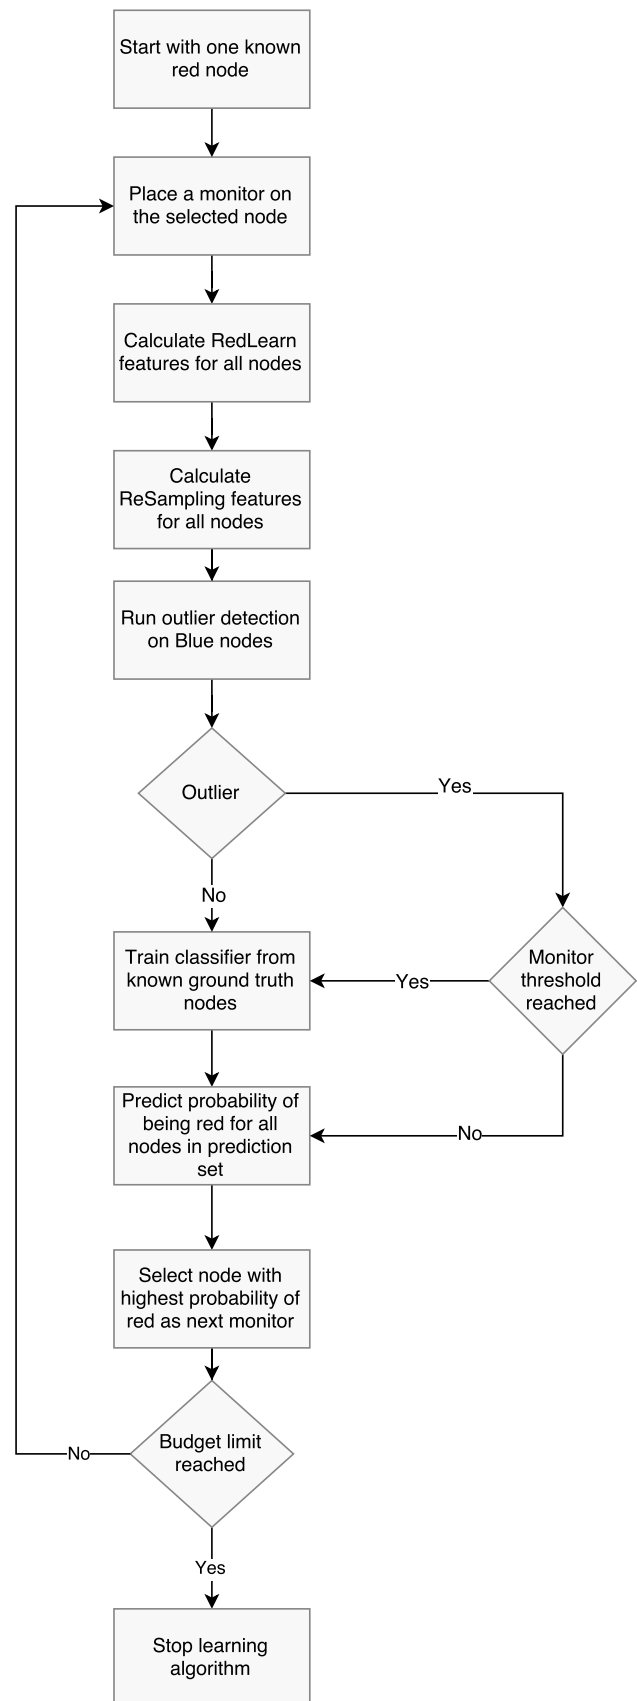 Start with one known
red node
Place a monitor on
the selected node
Calculate RedLearn
features for all nodes
Calculate
ReSampling features
for all nodes
Run outlier detection
on Blue nodes
Outlier
Yes
No
Train classifier from
known ground truth
nodes
Yes
Monitor
threshold
reached
Predict probability of
being red for all
nodes in prediction
set
No
Select node with
highest probability of
red as next monitor
Budget limit
reached
No
Yes
Stop learning
algorithm